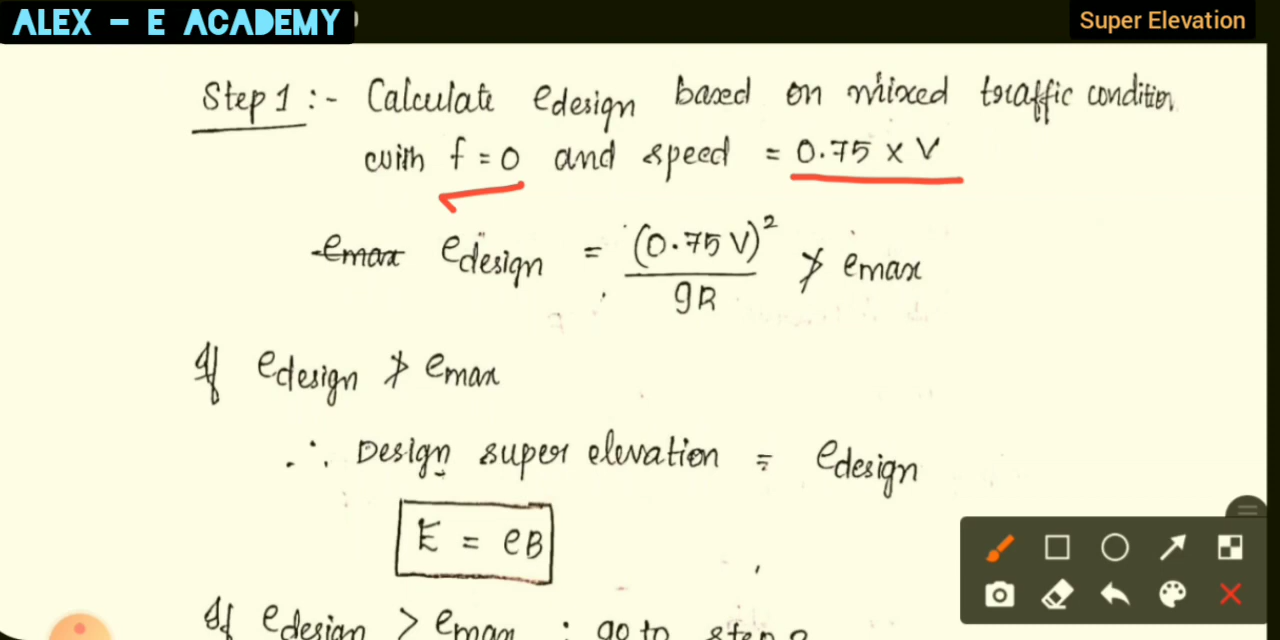 ALEX - E ACADEMY
Super Elevation
Step 1 :- Calculate edesign based on mixed traffic condition
with f = 0 and speed = 0.75 x V
emax edesign = (0.75 V)² / gR ≯ emax
If edesign ≯ emax
∴ Design super elevation = edesign
E = eB
If edesign > emax : go to step 2